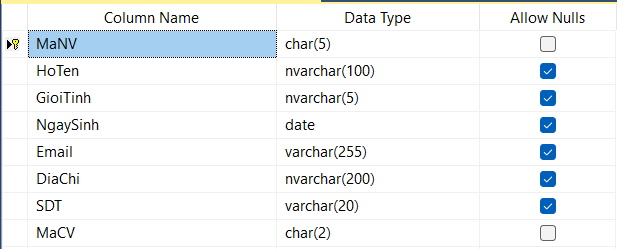 Column Name Data Type Allow Nulls
MaNV char(5)
HoTen nvarchar(100)
GioiTinh nvarchar(5)
NgaySinh date
Email varchar(255)
DiaChi nvarchar(200)
SDT varchar(20)
MaCV char(2)